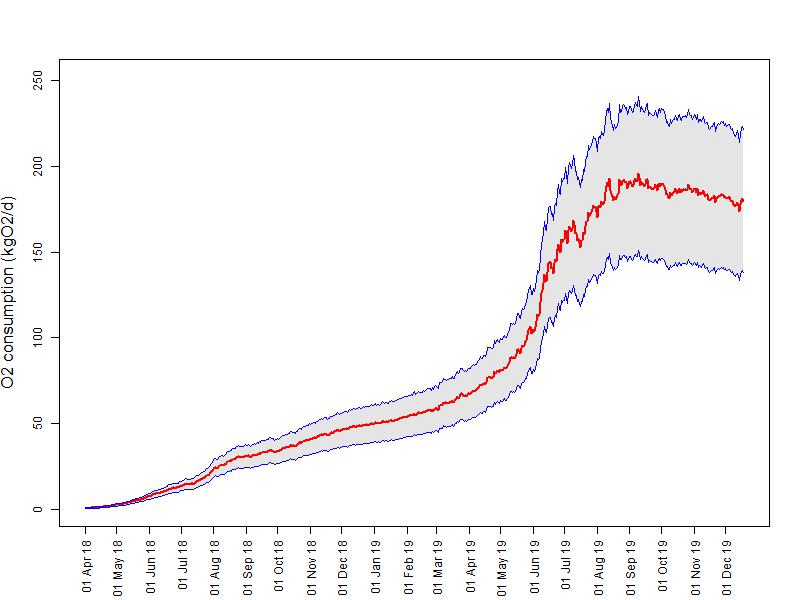 O2 consumption (kgO2/d)
250
200
150
100
50
0
01 Apr 18
01 May 18
01 Jun 18
01 Jul 18
01 Aug 18
01 Sep 18
01 Oct 18
01 Nov 18
01 Dec 18
01 Jan 19
01 Feb 19
01 Mar 19
01 Apr 19
01 May 19
01 Jun 19
01 Jul 19
01 Aug 19
01 Sep 19
01 Oct 19
01 Nov 19
01 Dec 19